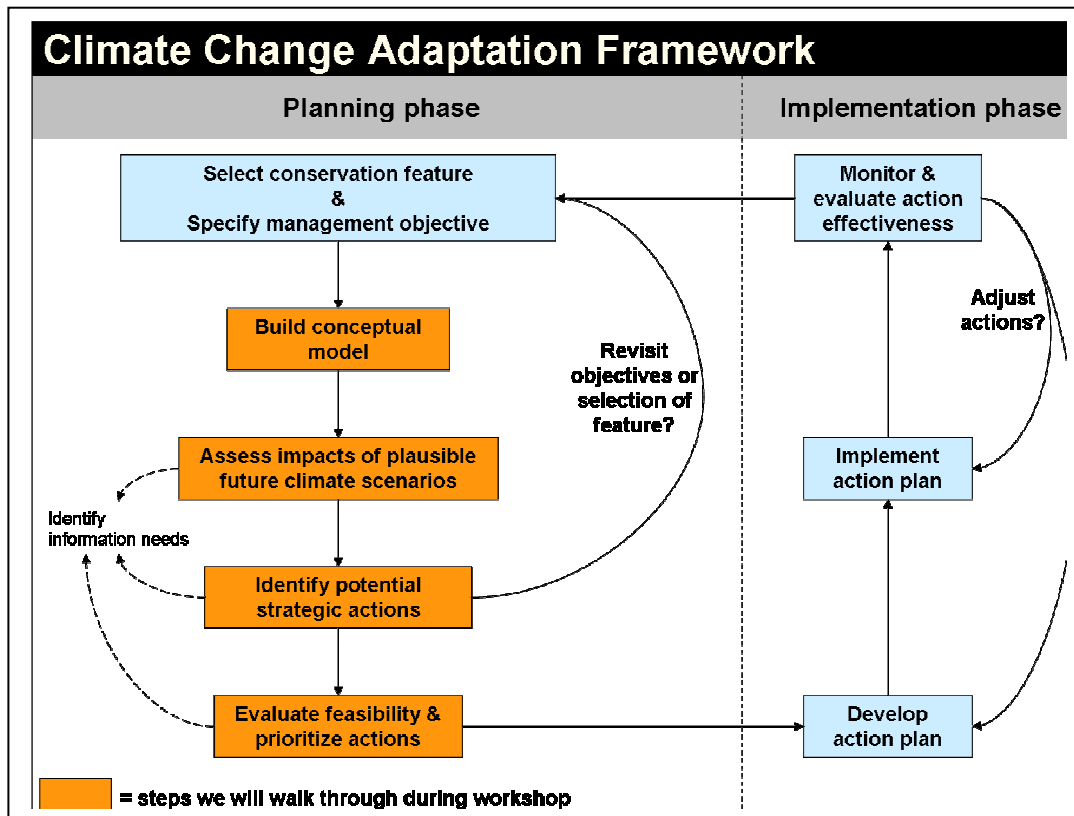 Climate Change Adaptation Framework
Planning phase
Implementation phase
Select conservation feature
&
Specify management objective
Monitor &
evaluate action
effectiveness
Build conceptual
model
Adjust
actions?
Revisit
objectives or
selection of
feature?
Assess impacts of plausible
future climate scenarios
Implement
action plan
Identify
information needs
Identify potential
strategic actions
Evaluate feasibility &
prioritize actions
Develop
action plan
= steps we will walk through during workshop